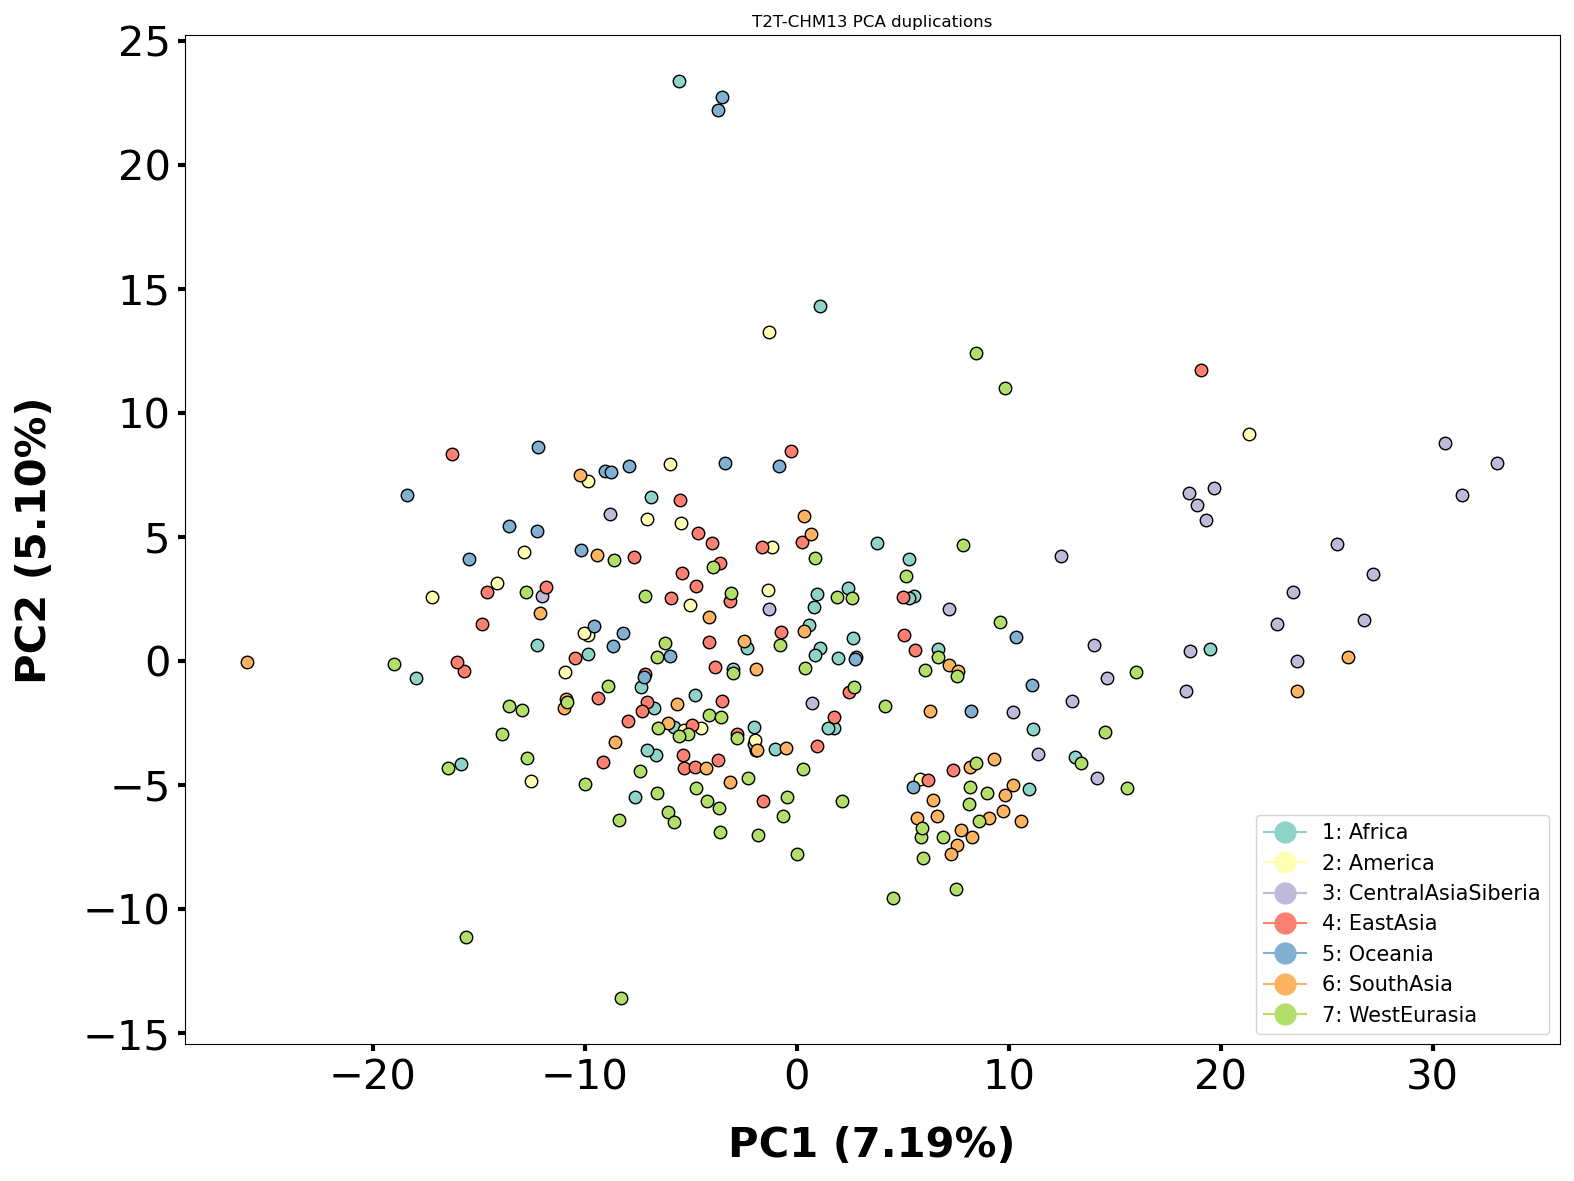 T2T-CHM13 PCA duplications
25
20
15
10
5
0
−5
−10
−15
PC2 (5.10%)
−20
−10
0
10
20
30
PC1 (7.19%)
1: Africa
2: America
3: CentralAsiaSiberia
4: EastAsia
5: Oceania
6: SouthAsia
7: WestEurasia